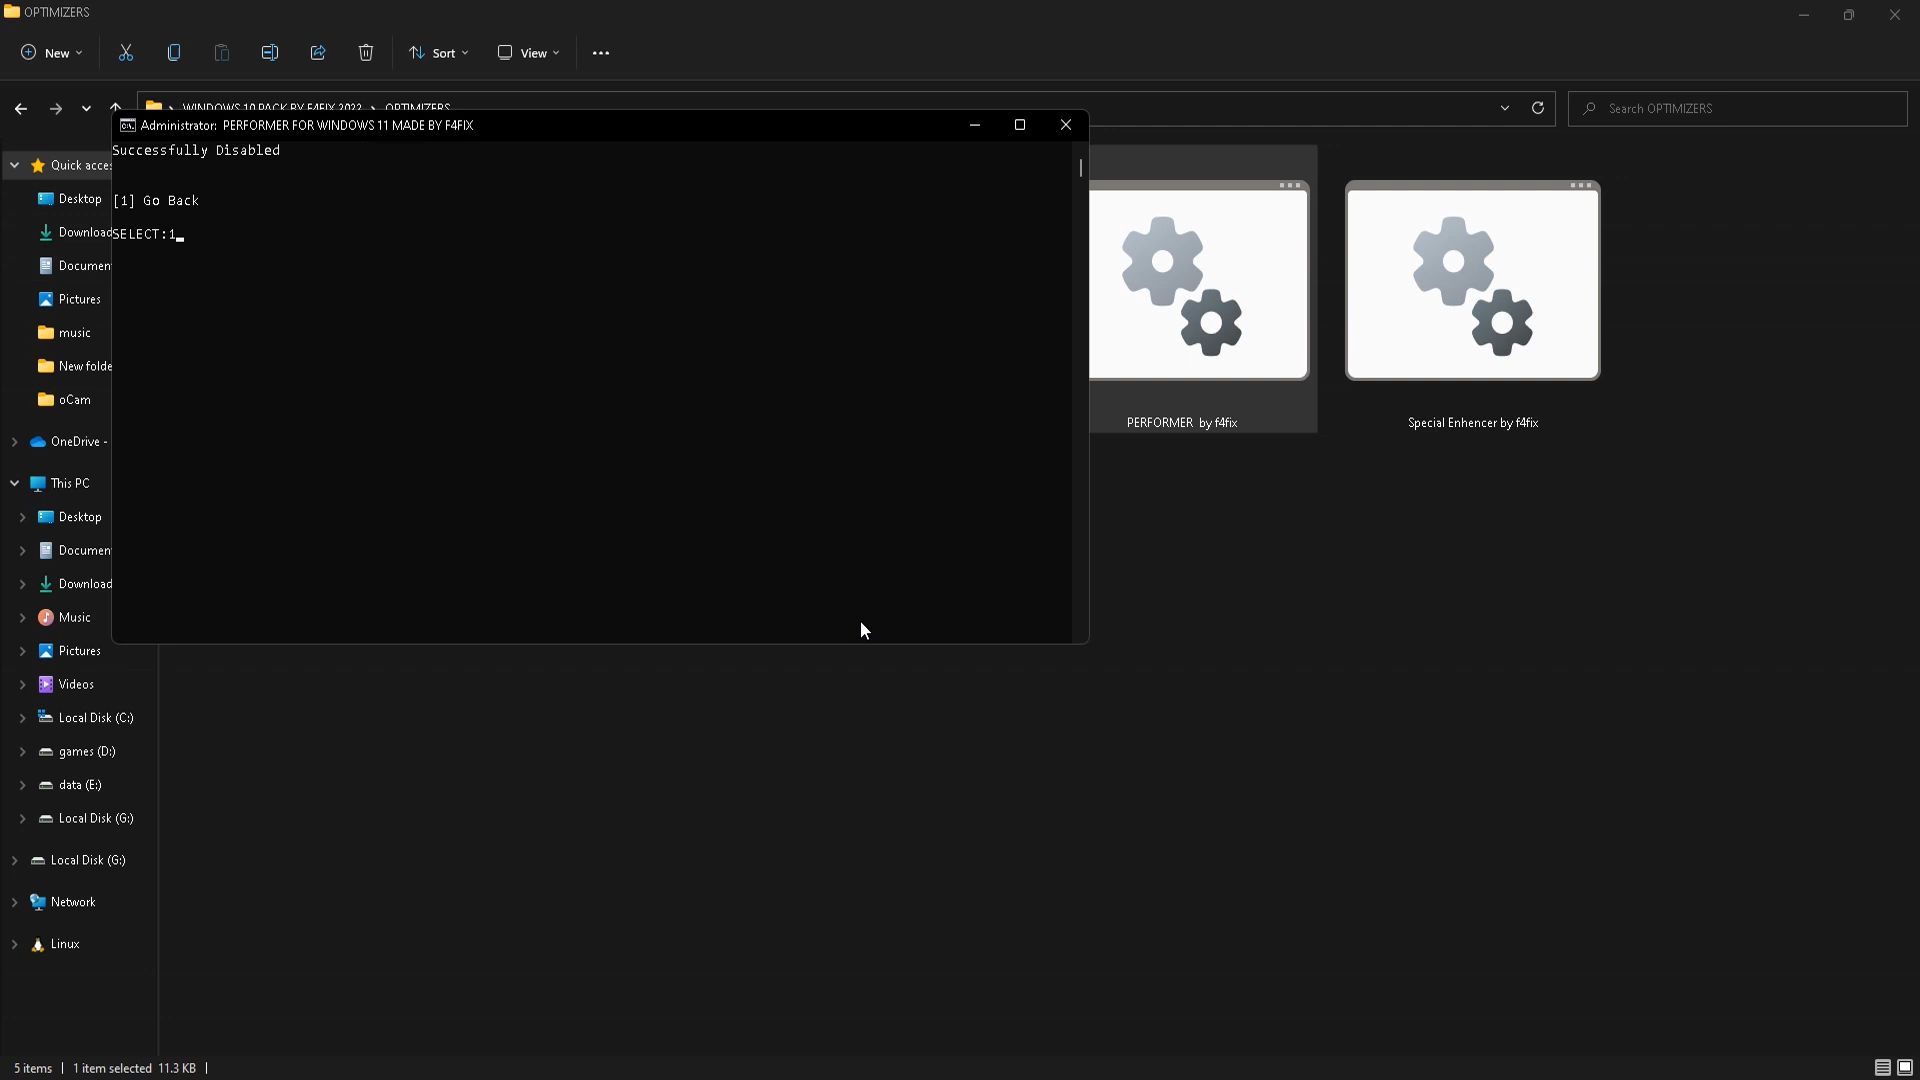 OPTIMIZERS
New
Sort
View
WINDOWS 10 PACK BY F4FIX 2022 > OPTIMIZERS
Search OPTIMIZERS
Administrator: PERFORMER FOR WINDOWS 11 MADE BY F4FIX
Successfully Disabled
[1] Go Back
SELECT:1
Quick acces
Desktop
Download
Documen
Pictures
music
New folde
oCam
OneDrive -
This PC
Desktop
Documen
Download
Music
Pictures
Videos
Local Disk (C:)
games (D:)
data (E:)
Local Disk (G:)
Local Disk (G:)
Network
Linux
PERFORMER by f4fix
Special Enhencer by f4fix
5 items
1 item selected 11.3 KB